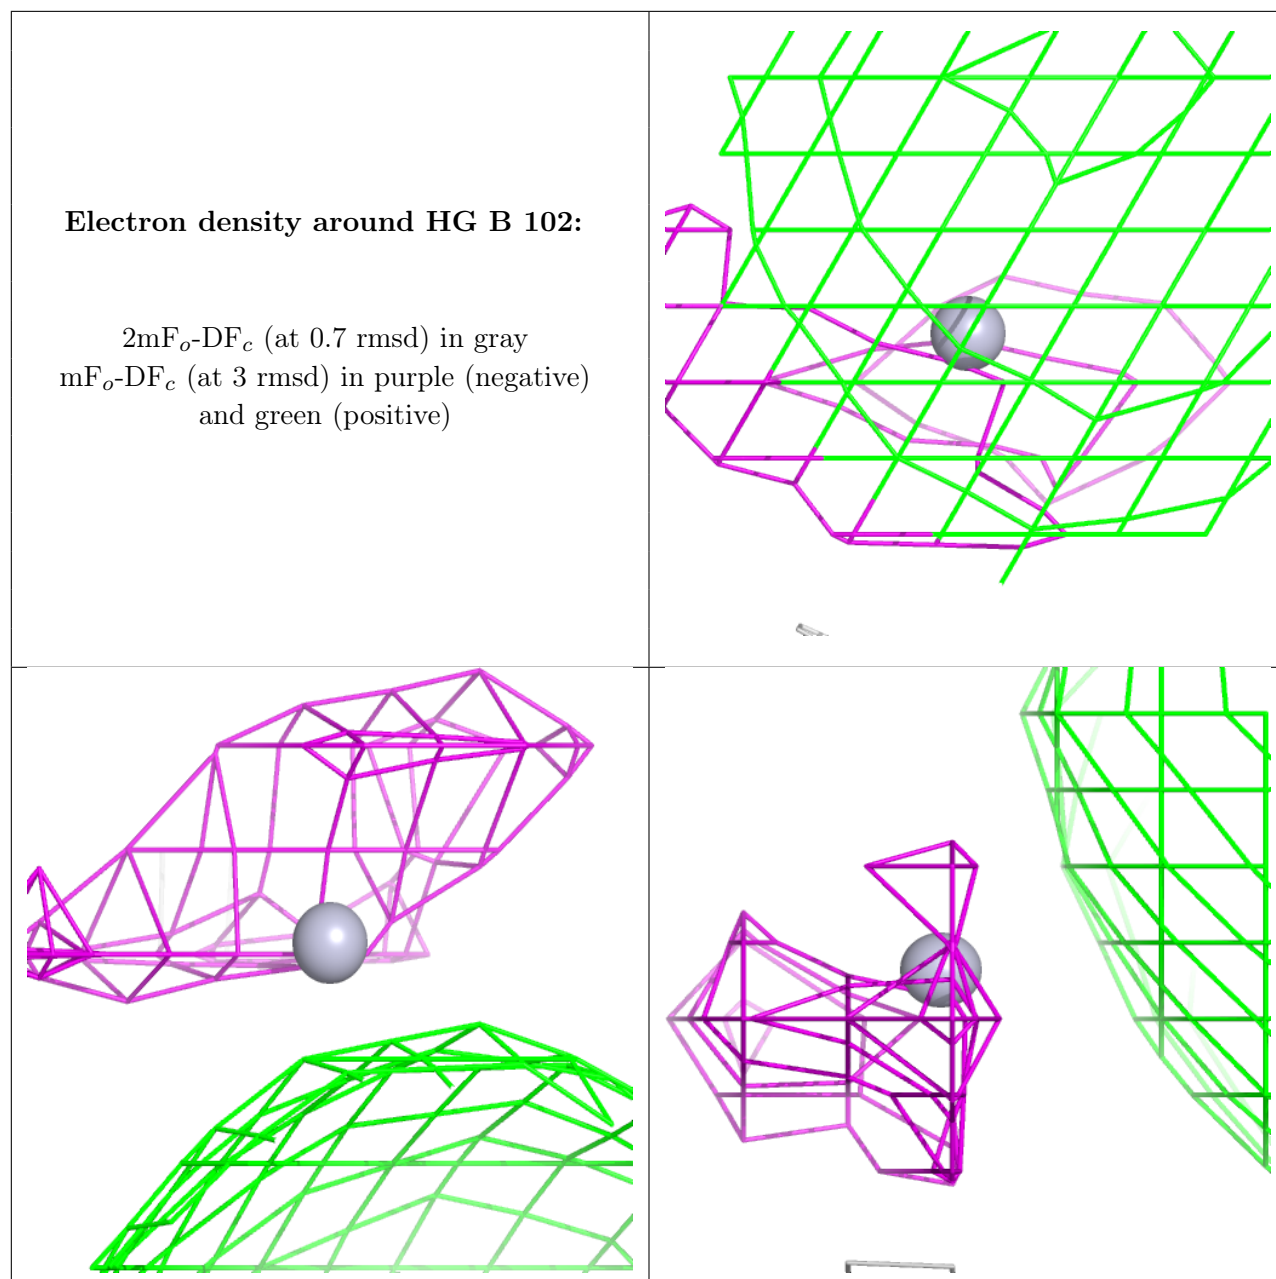 Electron density around HG B 102:
2mFo-DFc (at 0.7 rmsd) in gray
mFo-DFc (at 3 rmsd) in purple (negative)
and green (positive)